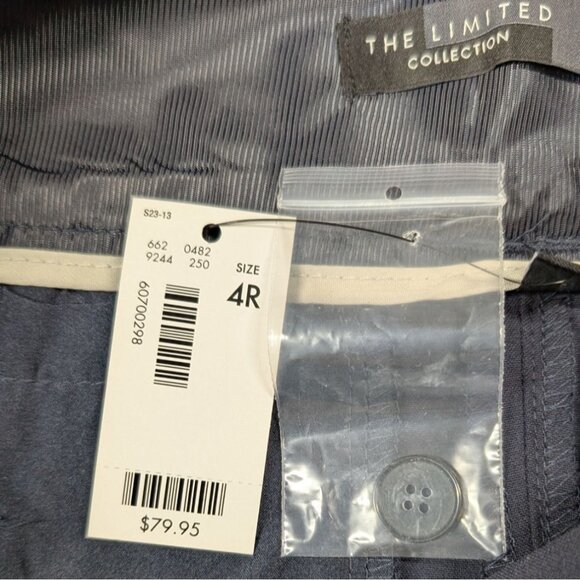 THE LIMITED
COLLECTION
S23-13
662 0482
9244 250
SIZE
4R
60700298
$79.95